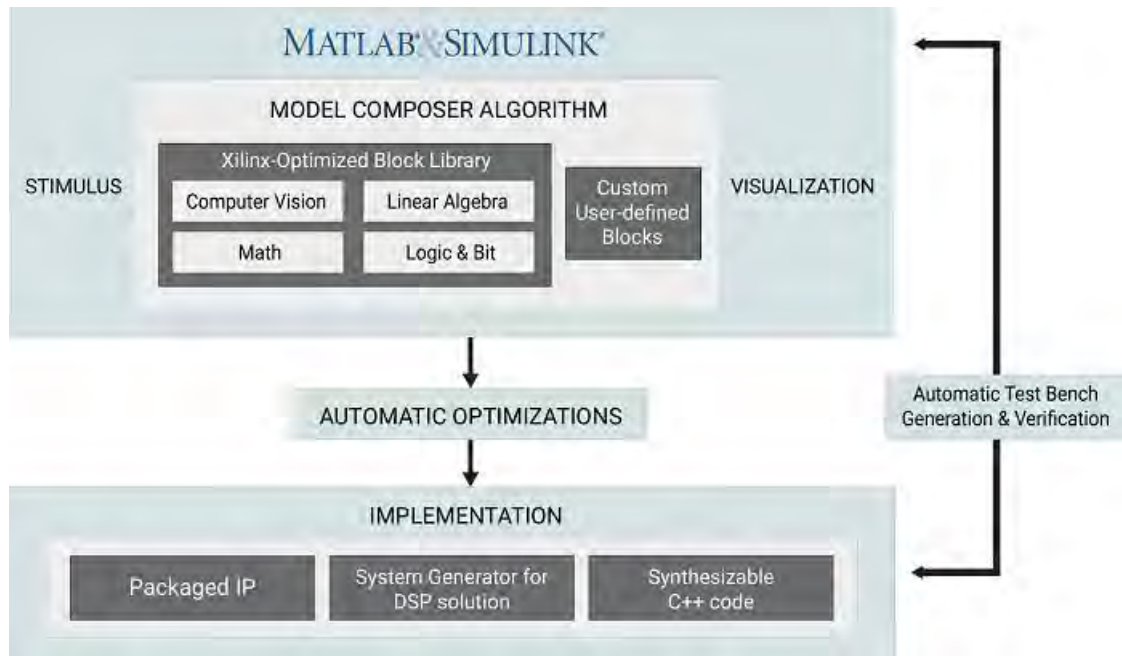 MATLAB® & SIMULINK®
MODEL COMPOSER ALGORITHM
STIMULUS
Xilinx-Optimized Block Library
Computer Vision
Linear Algebra
Math
Logic & Bit
Custom
User-defined
Blocks
VISUALIZATION
AUTOMATIC OPTIMIZATIONS
Automatic Test Bench
Generation & Verification
IMPLEMENTATION
Packaged IP
System Generator for
DSP solution
Synthesizable
C++ code